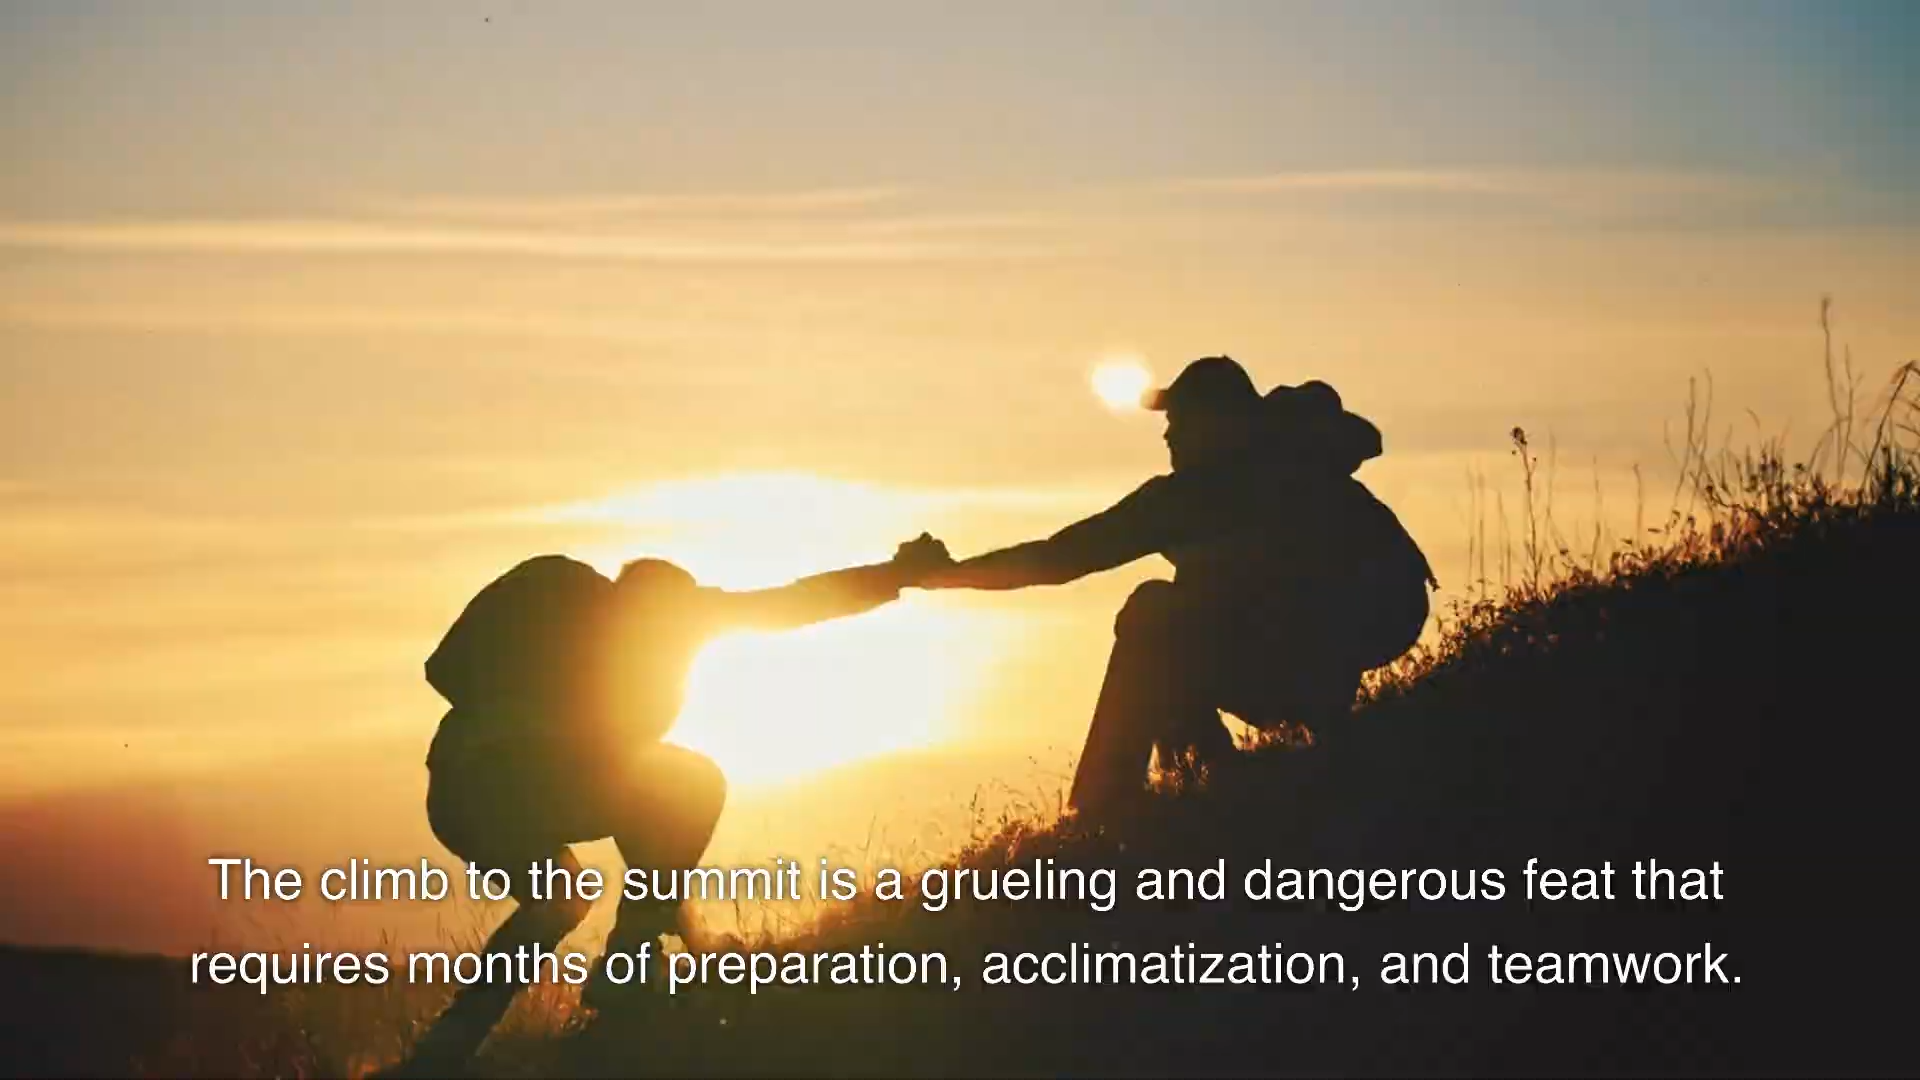 The climb to the summit is a grueling and dangerous feat that
requires months of preparation, acclimatization, and teamwork.